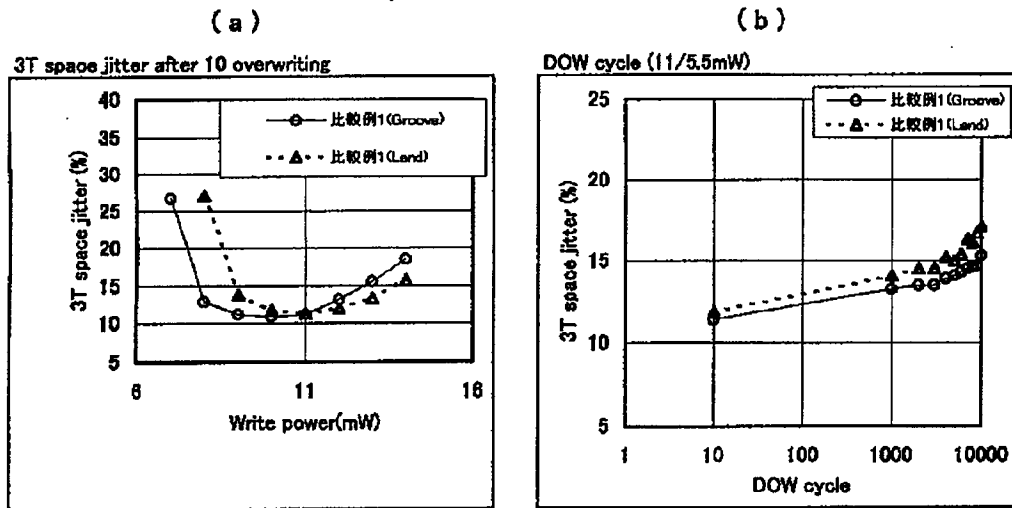 (a)
3T space jitter after 10 overwriting
40
35
30
25
20
15
10
5
6
11
16
3T space jitter (%)
Write power(mW)
比較例1(Groove)
比較例1(Land)
(b)
DOW cycle (11/5.5mW)
25
20
15
10
5
1
10
100
1000
10000
3T space jitter (%)
DOW cycle
比較例1(Groove)
比較例1(Land)